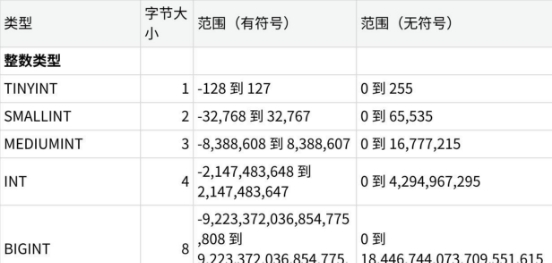 类型 字节大小 范围（有符号） 范围（无符号）
整数类型
TINYINT 1 -128 到 127 0 到 255
SMALLINT 2 -32,768 到 32,767 0 到 65,535
MEDIUMINT 3 -8,388,608 到 8,388,607 0 到 16,777,215
INT 4 -2,147,483,648 到 2,147,483,647 0 到 4,294,967,295
BIGINT 8 -9,223,372,036,854,775,808 到 9,223,372,036,854,775, 0 到 18,446,744,073,709,551,615